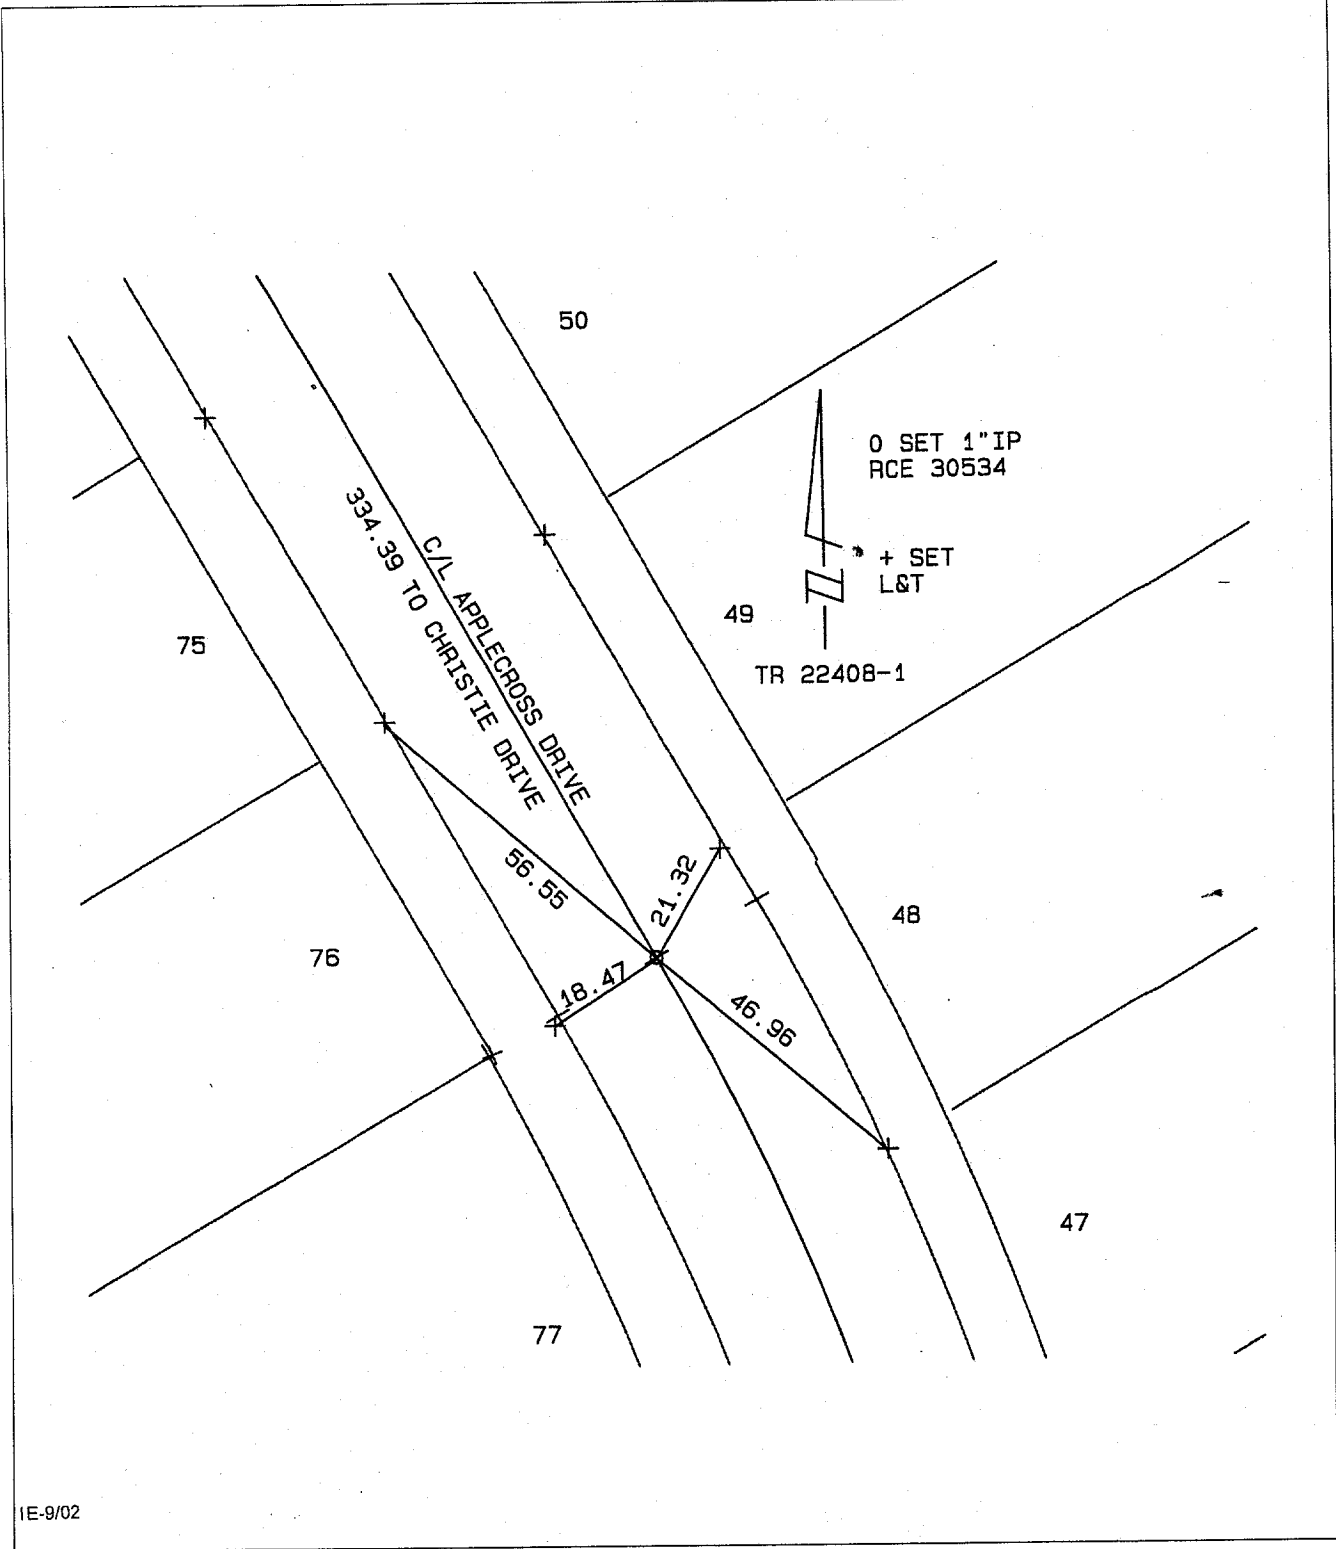 50
0 SET 1"IP
RCE 30534
+ SET
L&T
49
TR 22408-1
C/L APPLECROSS DRIVE
334.39 TO CHRISTIE DRIVE
75
56.55
21.32
48
76
18.47
46.96
47
77
1E-9/02